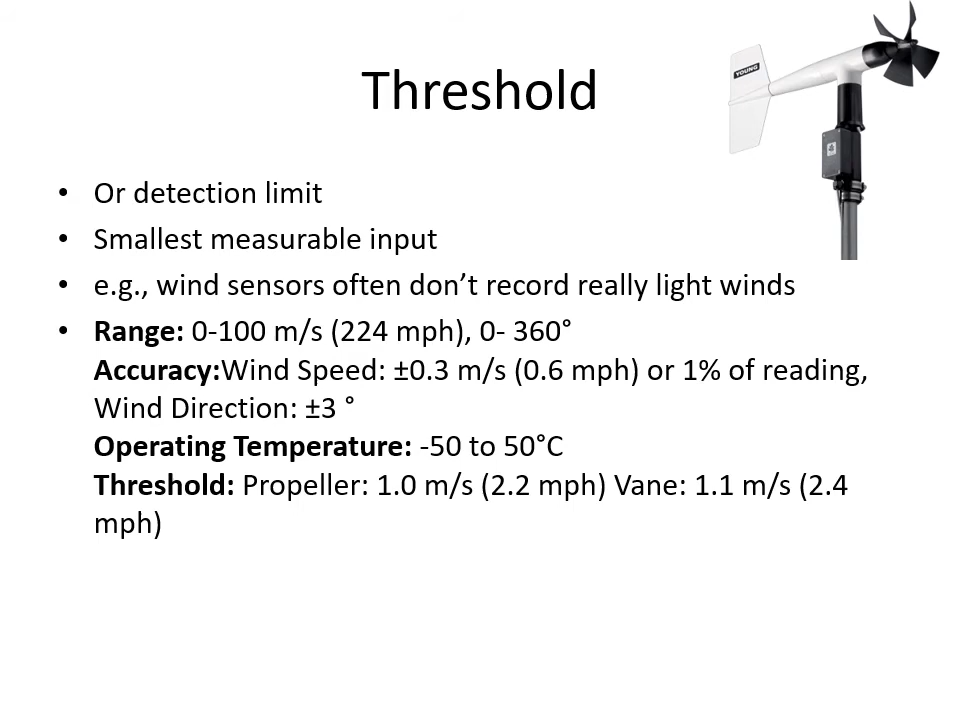 Threshold
YOUNG
• Or detection limit
• Smallest measurable input
• e.g., wind sensors often don’t record really light winds
• Range: 0-100 m/s (224 mph), 0- 360°
Accuracy:Wind Speed: ±0.3 m/s (0.6 mph) or 1% of reading,
Wind Direction: ±3 °
Operating Temperature: -50 to 50°C
Threshold: Propeller: 1.0 m/s (2.2 mph) Vane: 1.1 m/s (2.4
mph)